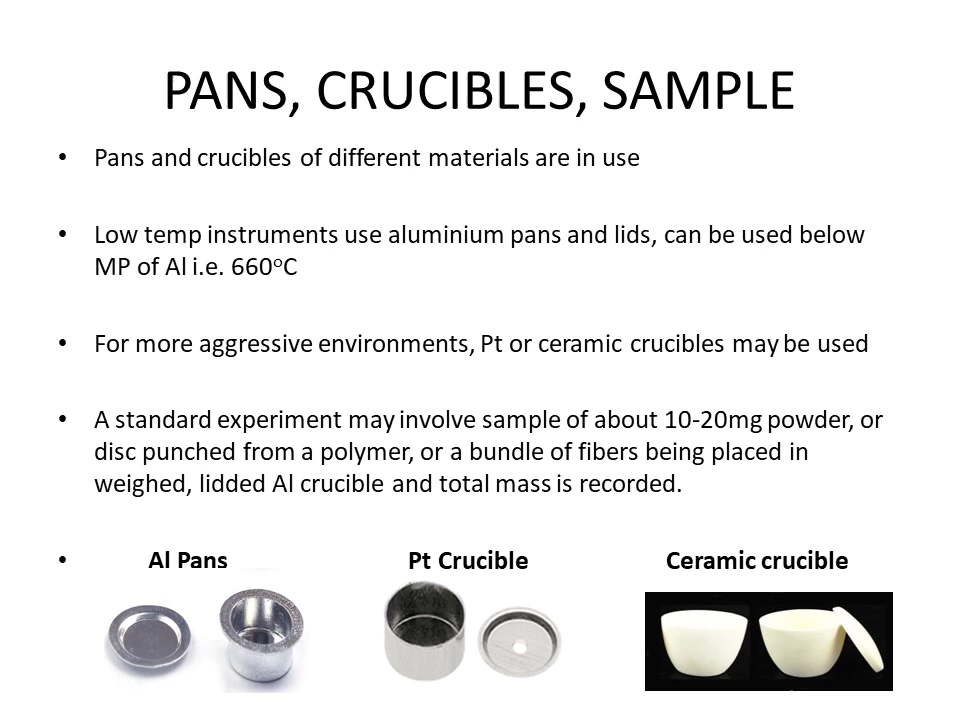 PANS, CRUCIBLES, SAMPLE
• Pans and crucibles of different materials are in use
• Low temp instruments use aluminium pans and lids, can be used below
MP of Al i.e. 660°C
• For more aggressive environments, Pt or ceramic crucibles may be used
• A standard experiment may involve sample of about 10-20mg powder, or
disc punched from a polymer, or a bundle of fibers being placed in
weighed, lidded Al crucible and total mass is recorded.
• Al Pans Pt Crucible Ceramic crucible